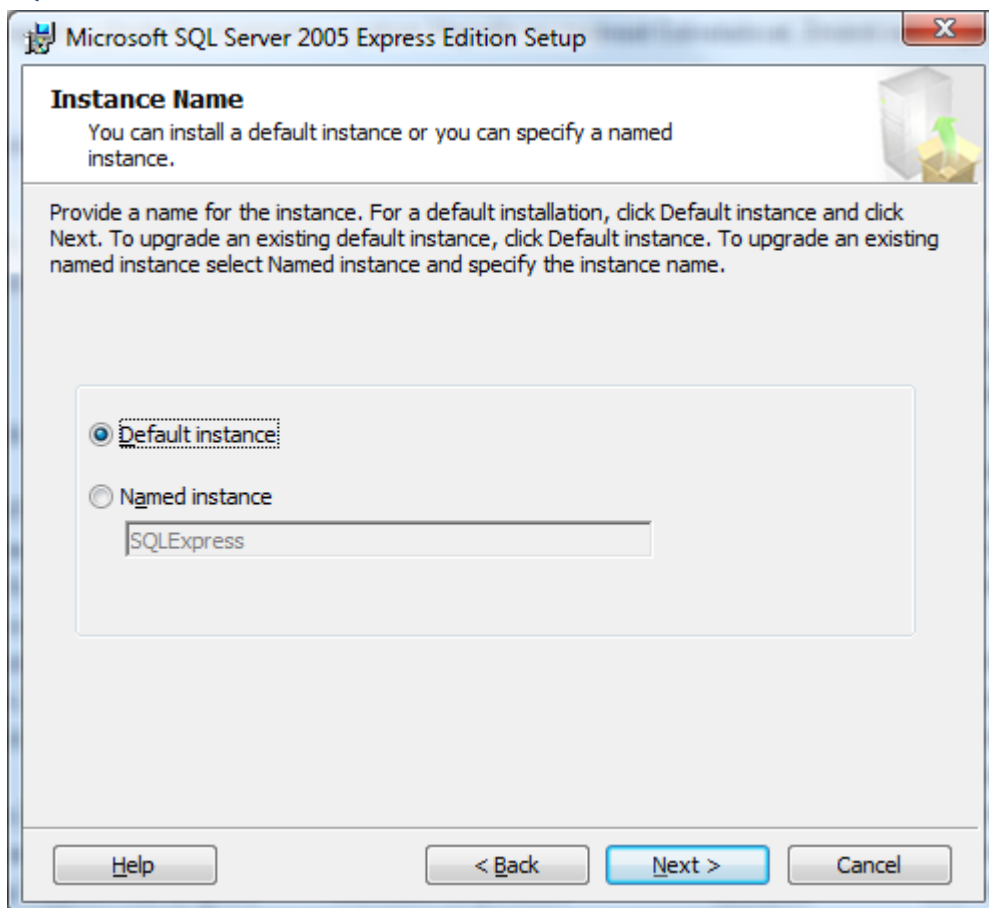 Microsoft SQL Server 2005 Express Edition Setup
Instance Name
You can install a default instance or you can specify a named
instance.
Provide a name for the instance. For a default installation, click Default instance and click
Next. To upgrade an existing default instance, click Default instance. To upgrade an existing
named instance select Named instance and specify the instance name.
Default instance
Named instance
SQLExpress
Help
< Back
Next >
Cancel